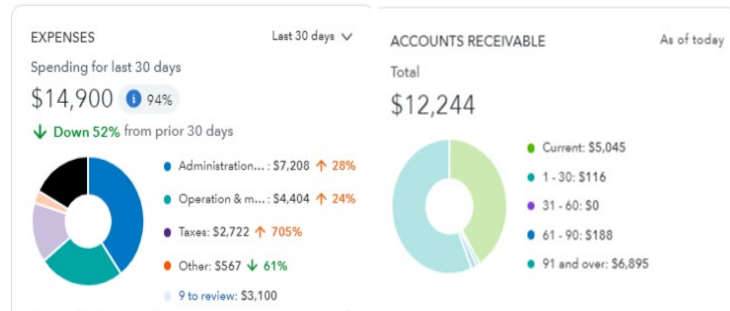 EXPENSES
Last 30 days
Spending for last 30 days
$14,900 i 94%
Down 52% from prior 30 days
Administration... : $7,208 ↑ 28%
Operation & m... : $4,404 ↑ 24%
Taxes: $2,722 ↑ 705%
Other: $567 ↓ 61%
9 to review: $3,100
ACCOUNTS RECEIVABLE
As of today
Total
$12,244
Current: $5,045
1 - 30: $116
31 - 60: $0
61 - 90: $188
91 and over: $6,895